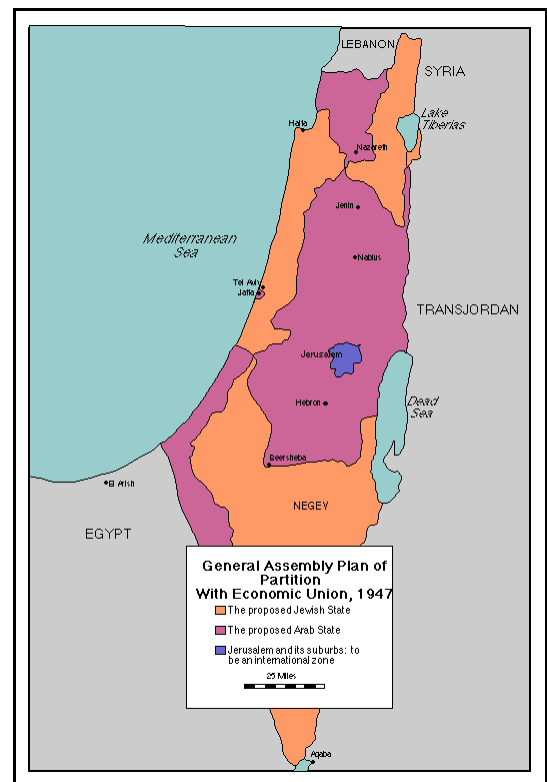 LEBANON
SYRIA
Lake
Tiberias
Haifa
Nazareth
Jenin
Mediterranean
Sea
Nablus
Tel Aviv
Jaffa
TRANSJORDAN
Jerusalem
Hebron
Dead
Sea
Beersheba
El Arish
NEGEV
EGYPT
General Assembly Plan of
Partition
With Economic Union, 1947
The proposed Jewish State
The proposed Arab State
Jerusalem and its suburbs: to
be an international zone
25 Miles
Aqaba